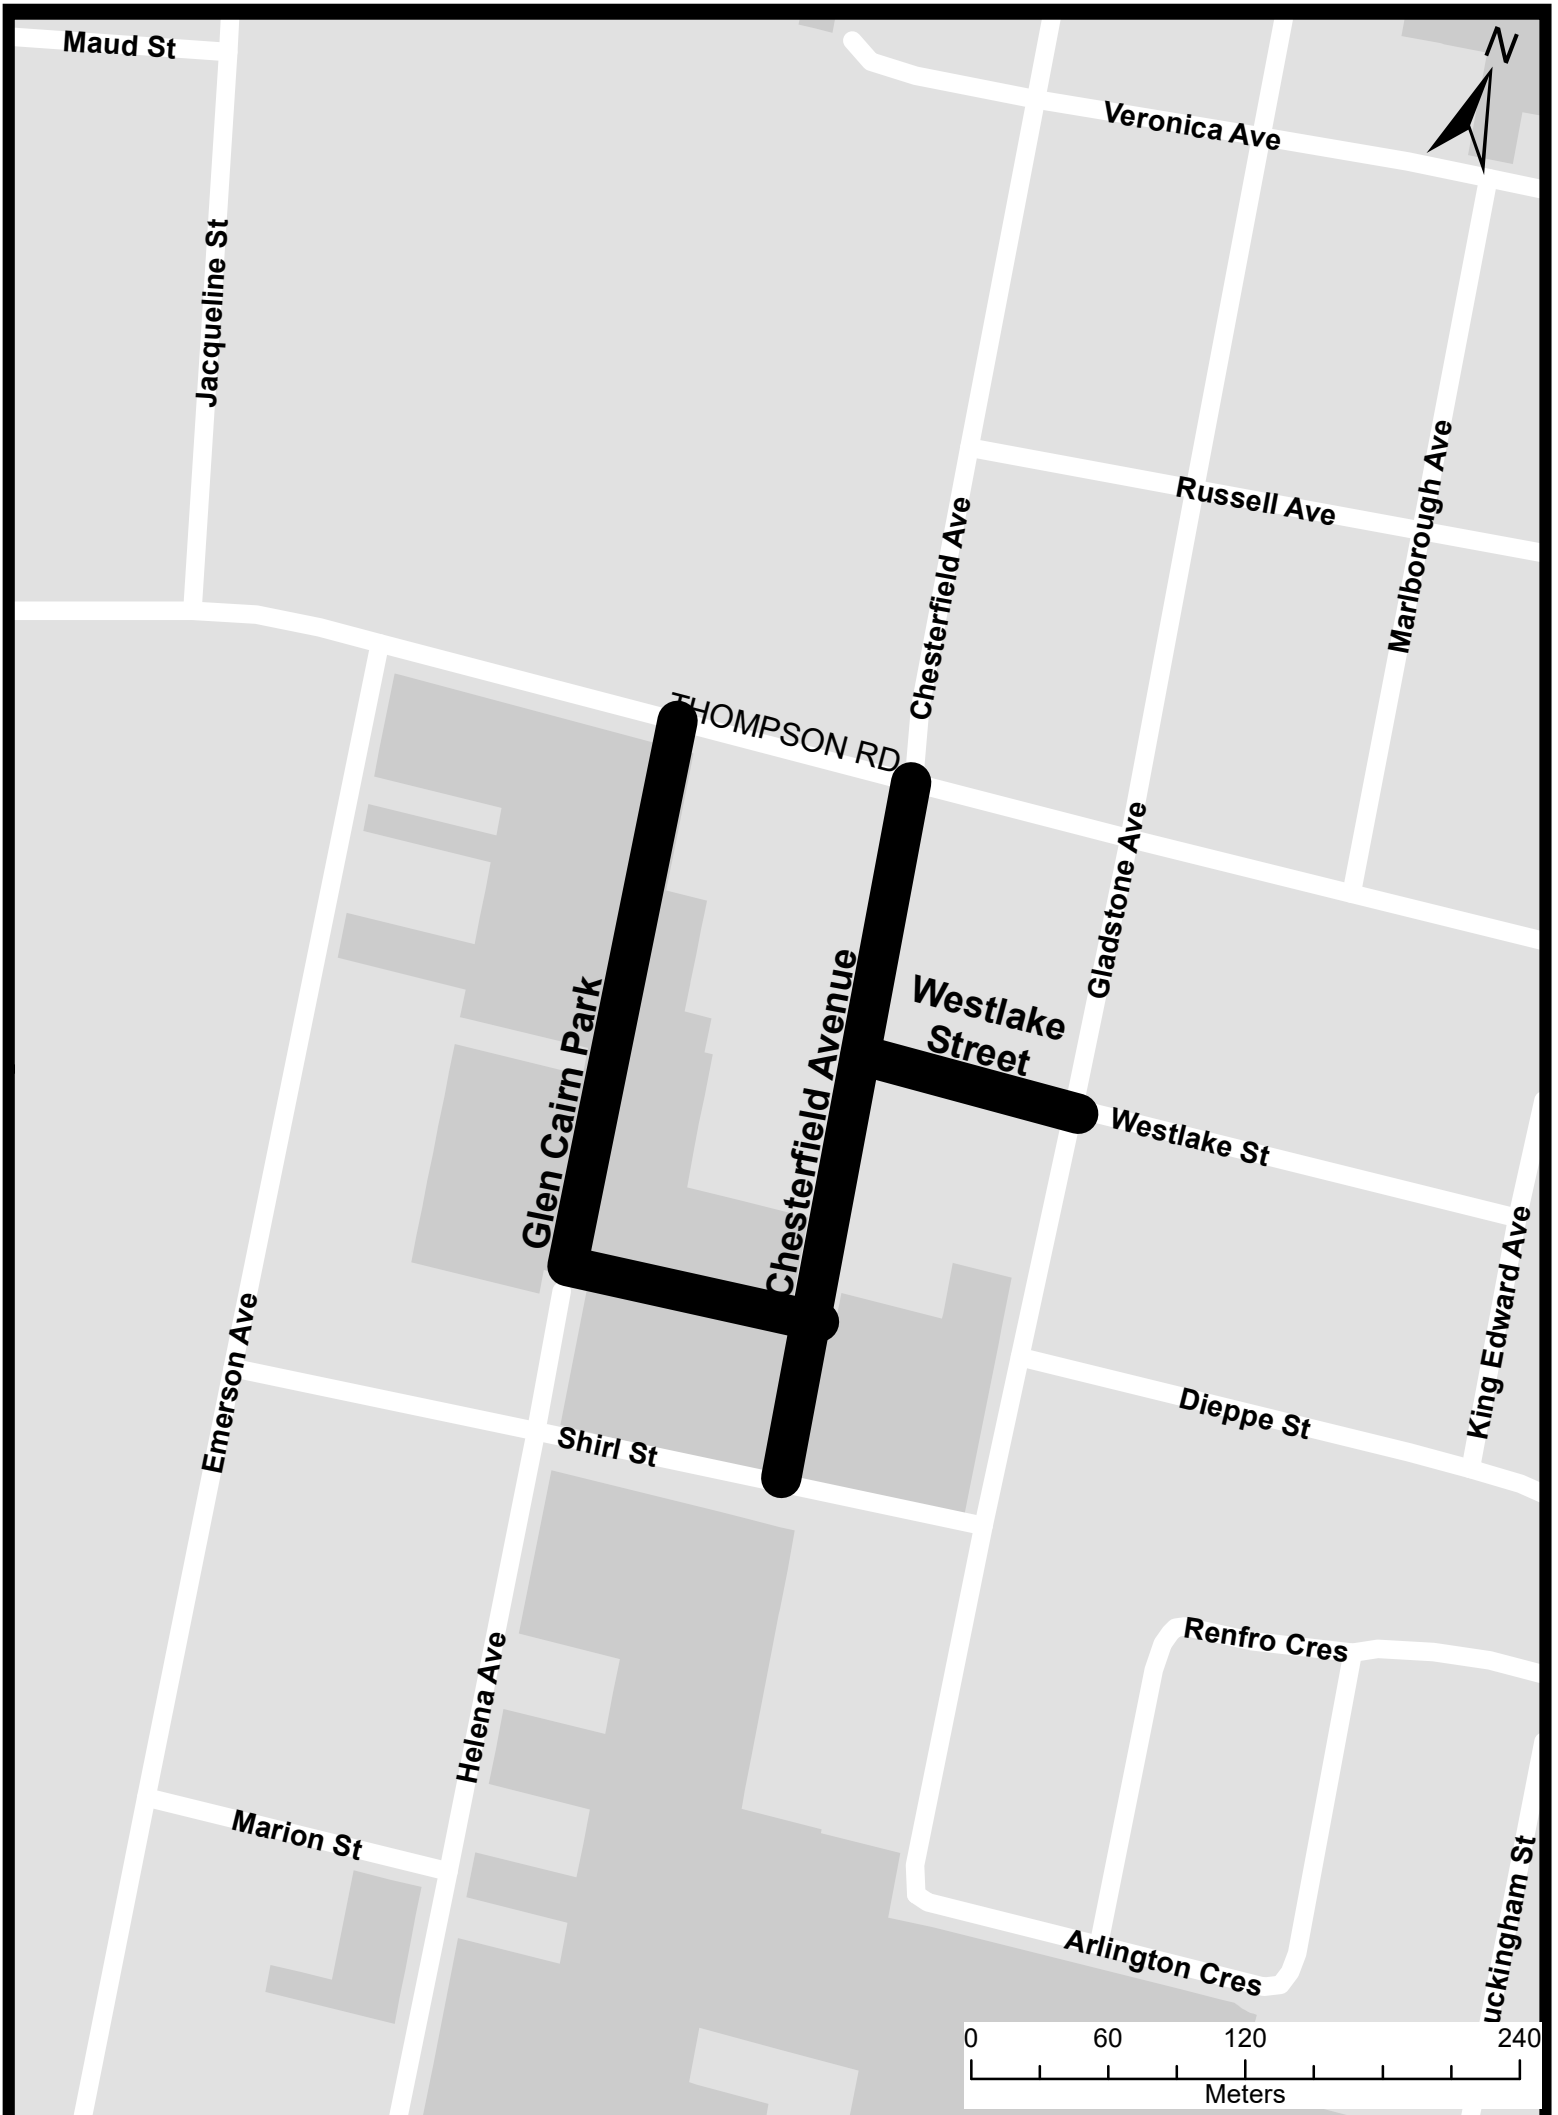 Maud St
N
Veronica Ave
Jacqueline St
Russell Ave
Marlborough Ave
Chesterfield Ave
THOMPSON RD
Gladstone Ave
Westlake
Street
Glen Cairn Park
Chesterfield Avenue
Westlake St
King Edward Ave
Emerson Ave
Dieppe St
Shirl St
Renfro Cres
Helena Ave
Marion St
uckingham St
Arlington Cres
0 60 120 240
Meters